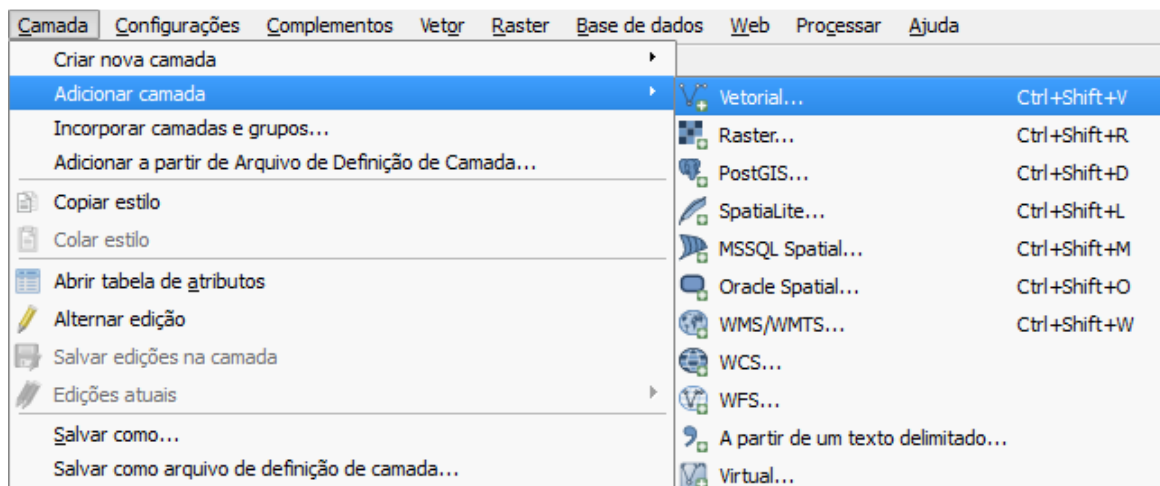 Camada Configurações Complementos Vetor Raster Base de dados Web Processar Ajuda
Criar nova camada
Adicionar camada
Incorporar camadas e grupos...
Adicionar a partir de Arquivo de Definição de Camada...
Copiar estilo
Colar estilo
Abrir tabela de atributos
Alternar edição
Salvar edições na camada
Edições atuais
Salvar como...
Salvar como arquivo de definição de camada...
Vetorial... Ctrl+Shift+V
Raster... Ctrl+Shift+R
PostGIS... Ctrl+Shift+D
SpatiaLite... Ctrl+Shift+L
MSSQL Spatial... Ctrl+Shift+M
Oracle Spatial... Ctrl+Shift+O
WMS/WMTS... Ctrl+Shift+W
WCS...
WFS...
A partir de um texto delimitado...
Virtual...